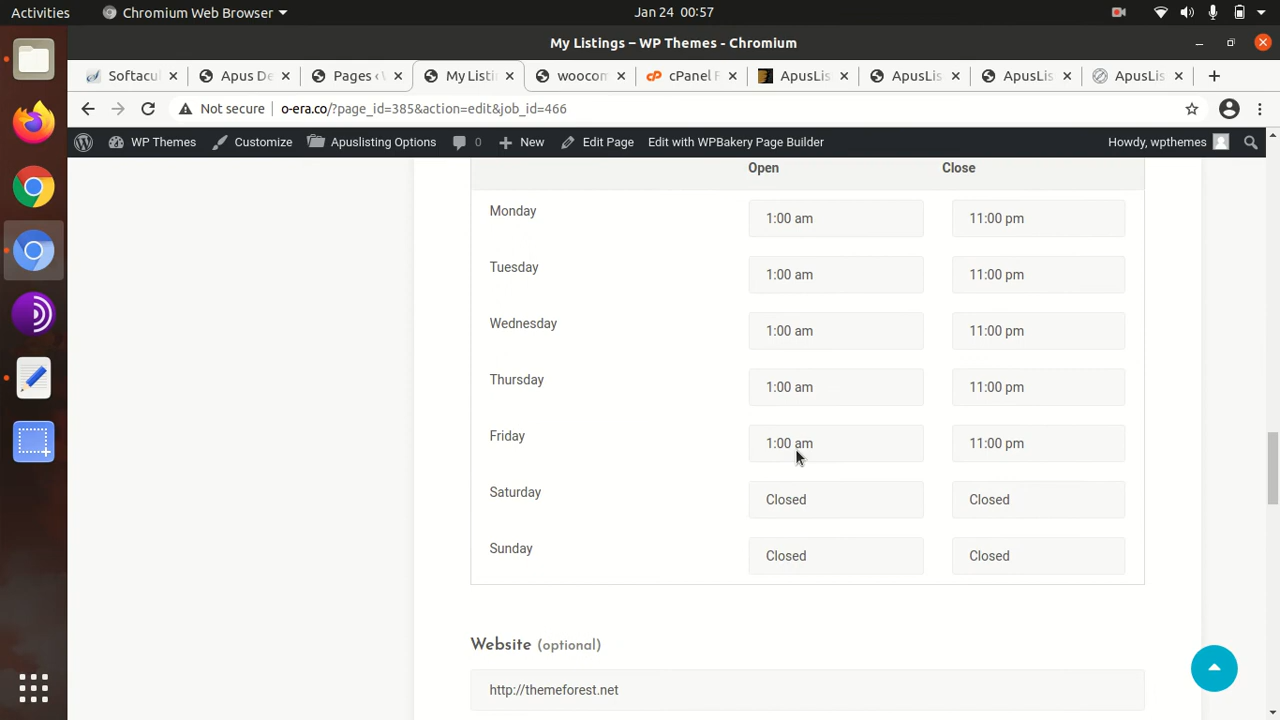 Activities Chromium Web Browser Jan 24 00:57
My Listings – WP Themes - Chromium
Softacul Apus De Pages ‹ W My Listin woocom cPanel F ApusLis ApusLis ApusLis ApusLis
Not secure o-era.co/?page_id=385&action=edit&job_id=466
WP Themes Customize Apuslisting Options 0 New Edit Page Edit with WPBakery Page Builder Howdy, wpthemes
Open Close
Monday 1:00 am 11:00 pm
Tuesday 1:00 am 11:00 pm
Wednesday 1:00 am 11:00 pm
Thursday 1:00 am 11:00 pm
Friday 1:00 am 11:00 pm
Saturday Closed Closed
Sunday Closed Closed
Website (optional)
http://themeforest.net